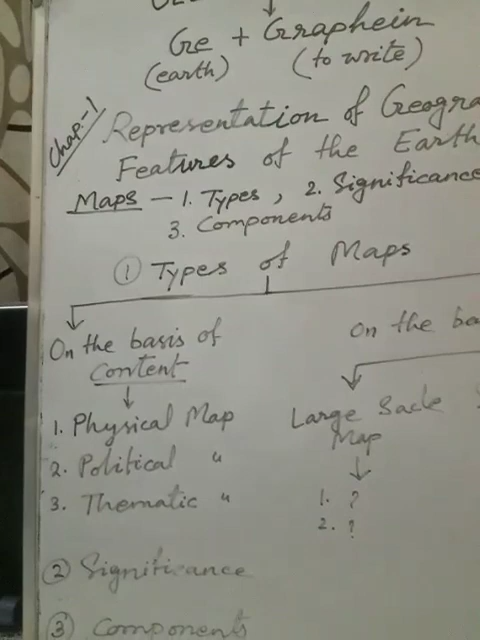 Ge + Graphein
(earth) (to write)
Chap.-1
Representation of Geogra
Features of the Earth
Maps - 1. Types, 2. Significance
3. Components
① Types of Maps
On the basis of
Content
On the ba
1. Physical Map
2. Political "
3. Thematic "
Large Sacle
Map
1. ?
2. ?
② Significance
③ Components